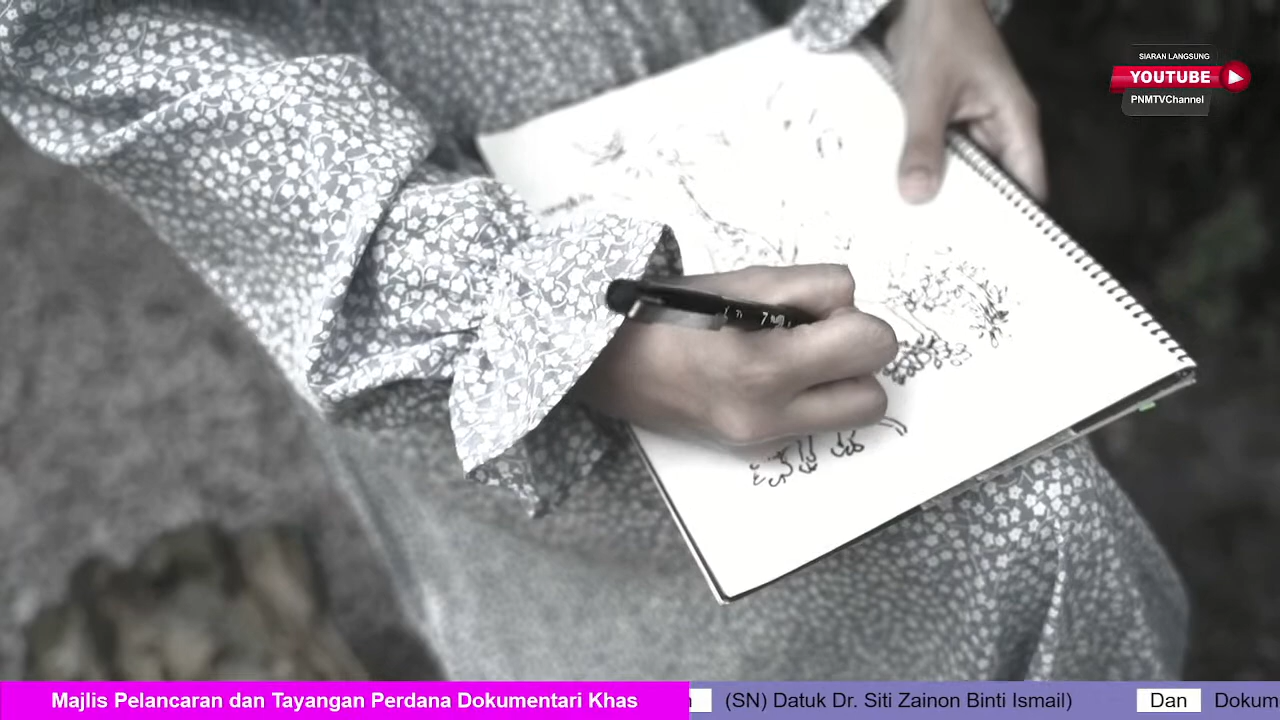 SIARAN LANGSUNG
YOUTUBE
PNMTVChannel
Majlis Pelancaran dan Tayangan Perdana Dokumentari Khas
(SN) Datuk Dr. Siti Zainon Binti Ismail)
Dan
Dokum